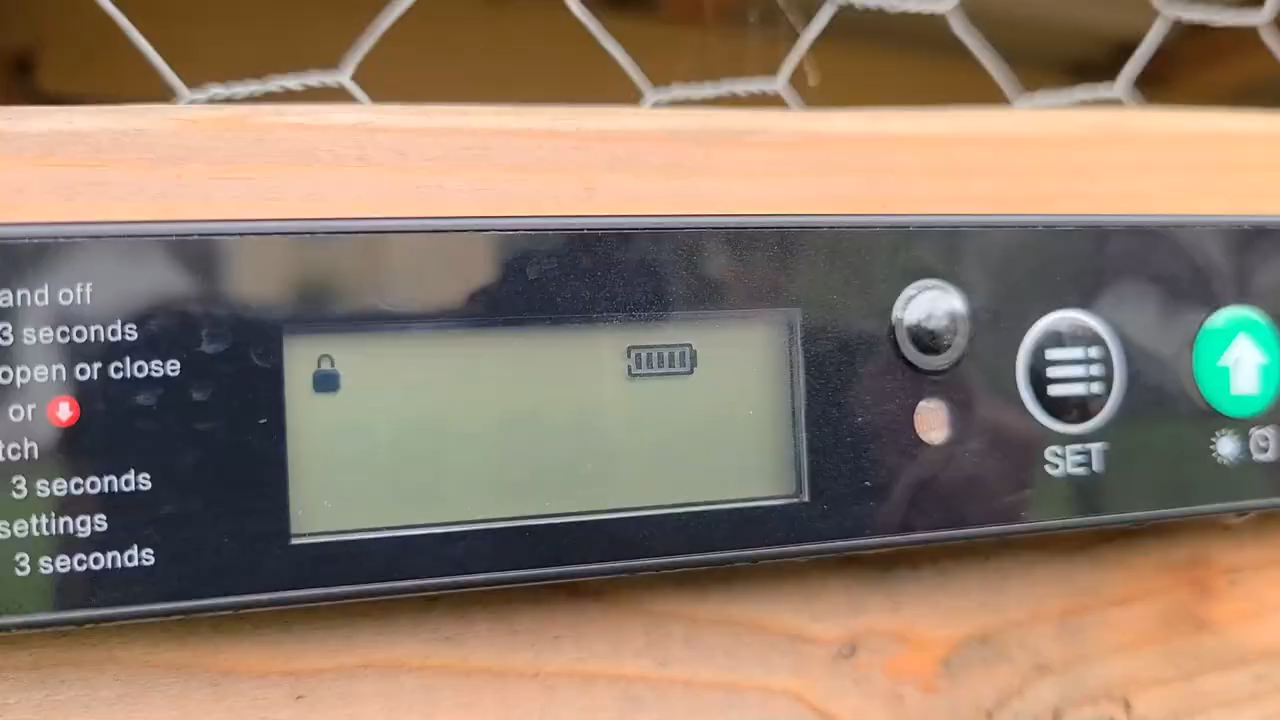 and off
3 seconds
open or close
or
tch
3 seconds
settings
3 seconds
SET